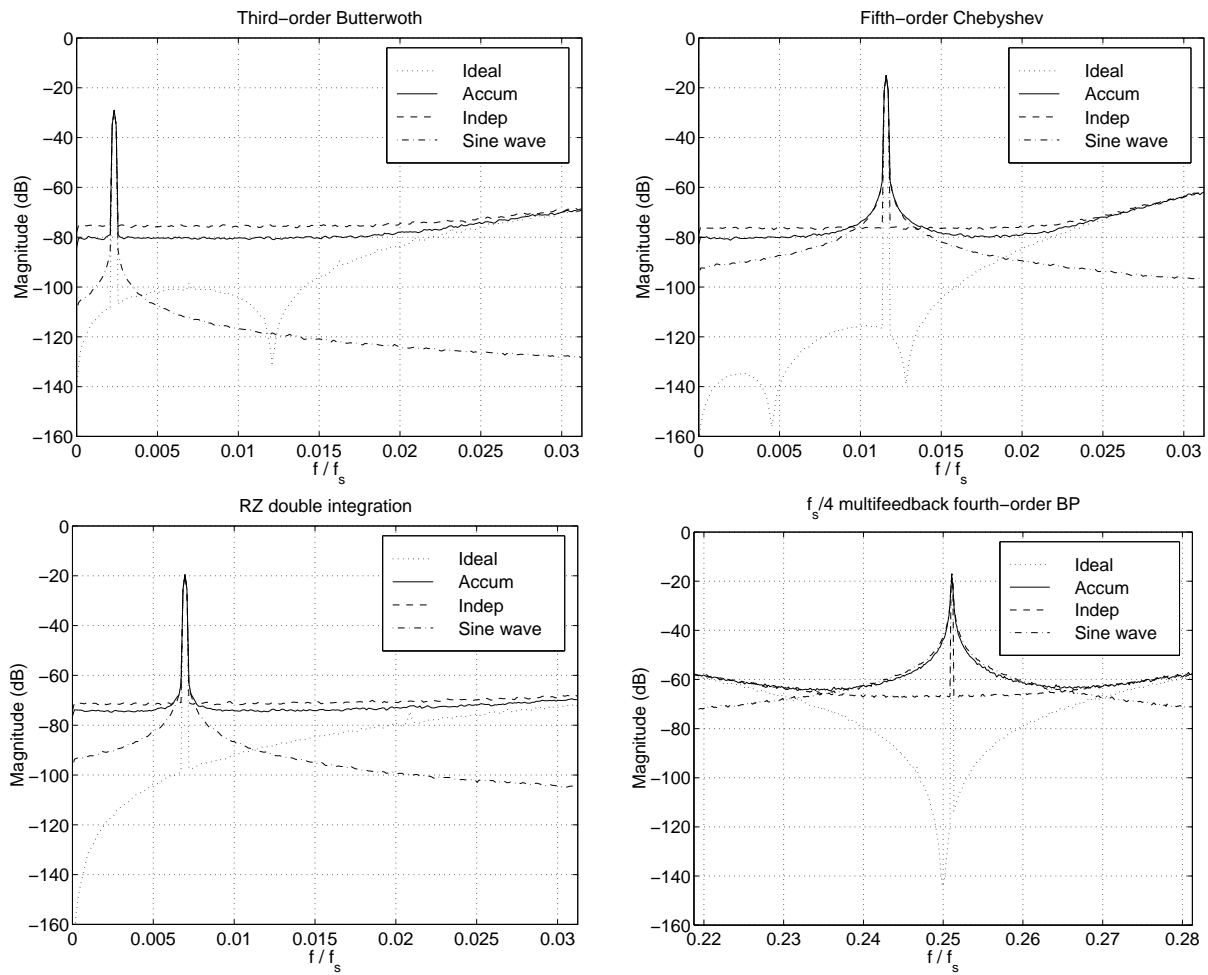 Third−order Butterwoth
0
−20
−40
−60
−80
−100
−120
−140
−160
Magnitude (dB)
Ideal
Accum
Indep
Sine wave
0
0.005
0.01
0.015
0.02
0.025
0.03
f / fs
Fifth−order Chebyshev
0
−20
−40
−60
−80
−100
−120
−140
−160
Magnitude (dB)
Ideal
Accum
Indep
Sine wave
0
0.005
0.01
0.015
0.02
0.025
0.03
f / fs
RZ double integration
0
−20
−40
−60
−80
−100
−120
−140
−160
Magnitude (dB)
Ideal
Accum
Indep
Sine wave
0
0.005
0.01
0.015
0.02
0.025
0.03
f / fs
fs/4 multifeedback fourth−order BP
0
−20
−40
−60
−80
−100
−120
−140
−160
Magnitude (dB)
Ideal
Accum
Indep
Sine wave
0.22
0.23
0.24
0.25
0.26
0.27
0.28
f / fs